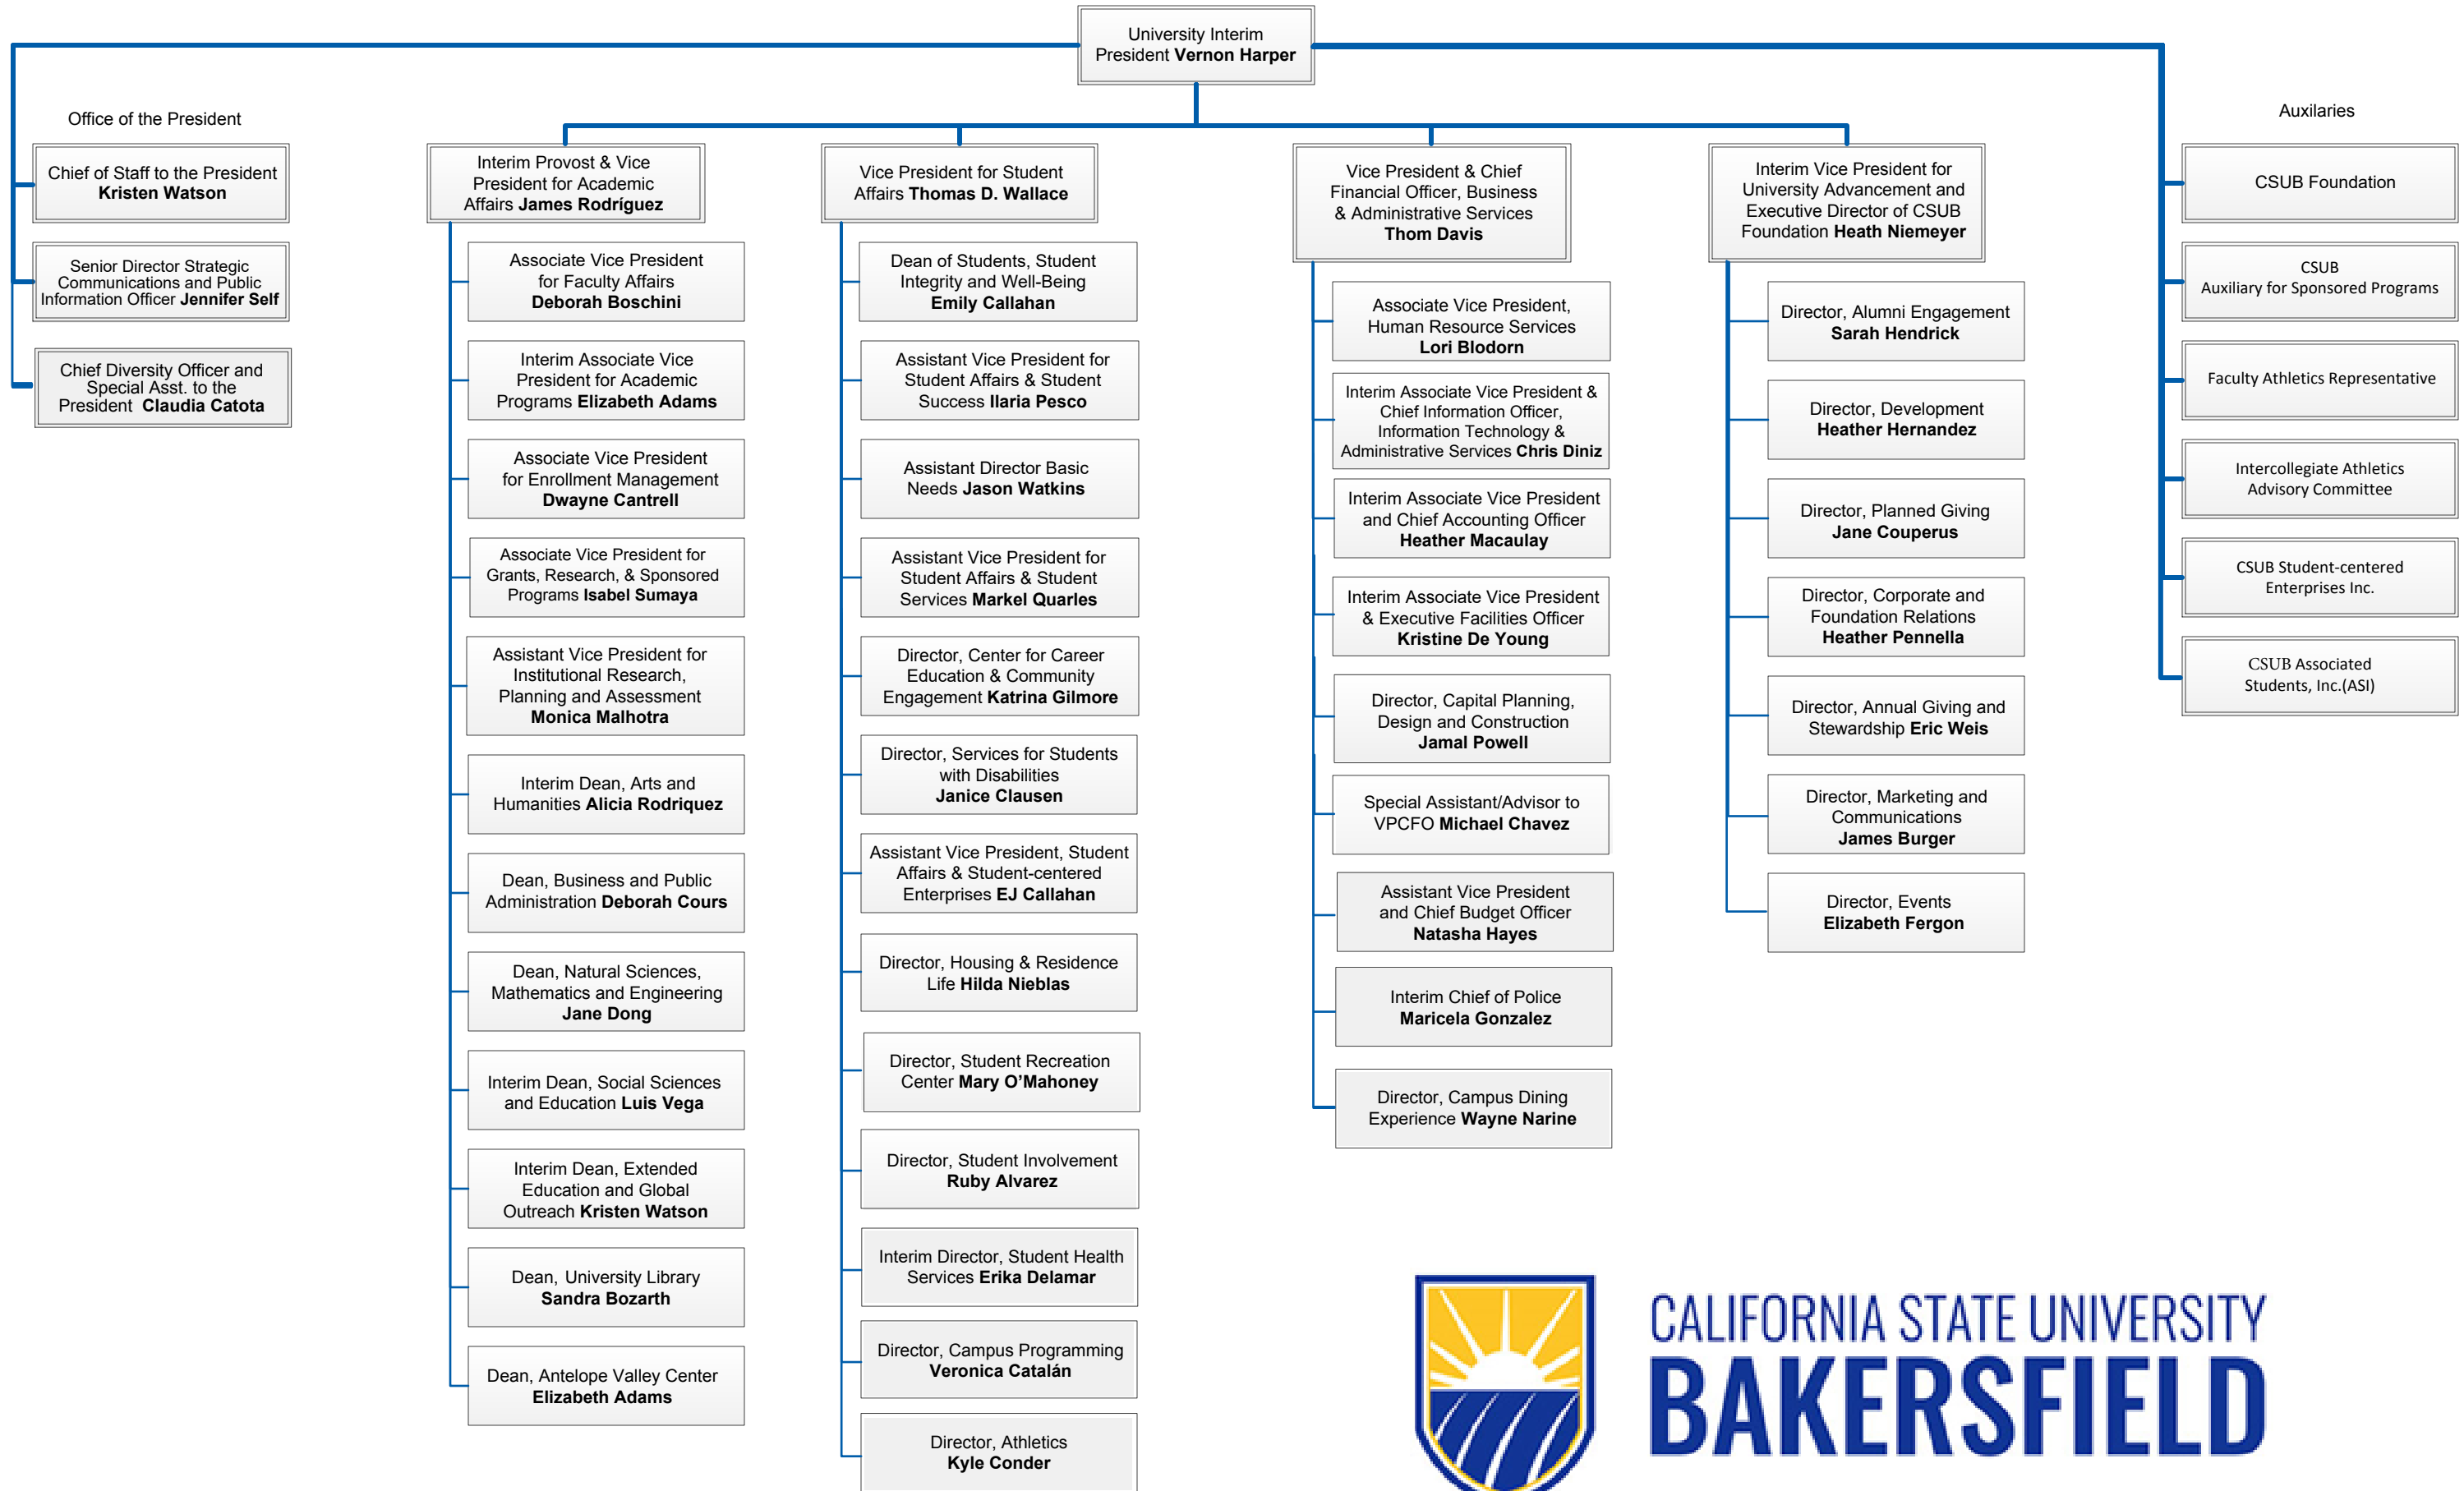 University Interim
President Vernon Harper
Office of the President
Chief of Staff to the President
Kristen Watson
Senior Director Strategic
Communications and Public
Information Officer Jennifer Self
Chief Diversity Officer and
Special Asst. to the
President Claudia Catota
Interim Provost & Vice
President for Academic
Affairs James Rodríguez
Associate Vice President
for Faculty Affairs
Deborah Boschini
Interim Associate Vice
President for Academic
Programs Elizabeth Adams
Associate Vice President
for Enrollment Management
Dwayne Cantrell
Associate Vice President for
Grants, Research, & Sponsored
Programs Isabel Sumaya
Assistant Vice President for
Institutional Research,
Planning and Assessment
Monica Malhotra
Interim Dean, Arts and
Humanities Alicia Rodriquez
Dean, Business and Public
Administration Deborah Cours
Dean, Natural Sciences,
Mathematics and Engineering
Jane Dong
Interim Dean, Social Sciences
and Education Luis Vega
Interim Dean, Extended
Education and Global
Outreach Kristen Watson
Dean, University Library
Sandra Bozarth
Dean, Antelope Valley Center
Elizabeth Adams
Vice President for Student
Affairs Thomas D. Wallace
Dean of Students, Student
Integrity and Well-Being
Emily Callahan
Assistant Vice President for
Student Affairs & Student
Success Ilaria Pesco
Assistant Director Basic
Needs Jason Watkins
Assistant Vice President for
Student Affairs & Student
Services Markel Quarles
Director, Center for Career
Education & Community
Engagement Katrina Gilmore
Director, Services for Students
with Disabilities
Janice Clausen
Assistant Vice President, Student
Affairs & Student-centered
Enterprises EJ Callahan
Director, Housing & Residence
Life Hilda Nieblas
Director, Student Recreation
Center Mary O’Mahoney
Director, Student Involvement
Ruby Alvarez
Interim Director, Student Health
Services Erika Delamar
Director, Campus Programming
Veronica Catalán
Director, Athletics
Kyle Conder
Vice President & Chief
Financial Officer, Business
& Administrative Services
Thom Davis
Associate Vice President,
Human Resource Services
Lori Blodorn
Interim Associate Vice President &
Chief Information Officer,
Information Technology &
Administrative Services Chris Diniz
Interim Associate Vice President
and Chief Accounting Officer
Heather Macaulay
Interim Associate Vice President
& Executive Facilities Officer
Kristine De Young
Director, Capital Planning,
Design and Construction
Jamal Powell
Special Assistant/Advisor to
VPCFO Michael Chavez
Assistant Vice President
and Chief Budget Officer
Natasha Hayes
Interim Chief of Police
Maricela Gonzalez
Director, Campus Dining
Experience Wayne Narine
Interim Vice President for
University Advancement and
Executive Director of CSUB
Foundation Heath Niemeyer
Director, Alumni Engagement
Sarah Hendrick
Director, Development
Heather Hernandez
Director, Planned Giving
Jane Couperus
Director, Corporate and
Foundation Relations
Heather Pennella
Director, Annual Giving and
Stewardship Eric Weis
Director, Marketing and
Communications
James Burger
Director, Events
Elizabeth Fergon
Auxilaries
CSUB Foundation
CSUB
Auxiliary for Sponsored Programs
Faculty Athletics Representative
Intercollegiate Athletics
Advisory Committee
CSUB Student-centered
Enterprises Inc.
CSUB Associated
Students, Inc.(ASI)
CALIFORNIA STATE UNIVERSITY
BAKERSFIELD